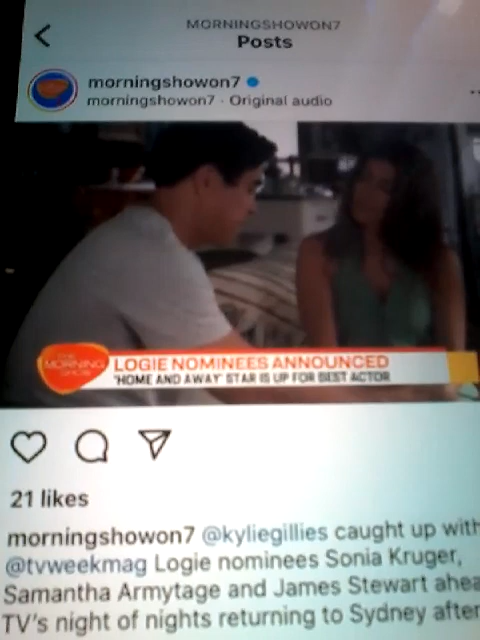 MORNINGSHOWON7
Posts
morningshowon7
morningshowon7 · Original audio
THE
MORNING
SHOW
LOGIE NOMINEES ANNOUNCED
'HOME AND AWAY' STAR IS UP FOR BEST ACTOR
21 likes
morningshowon7 @kyliegillies caught up with
@tvweekmag Logie nominees Sonia Kruger,
Samantha Armytage and James Stewart ahea
TV's night of nights returning to Sydney after